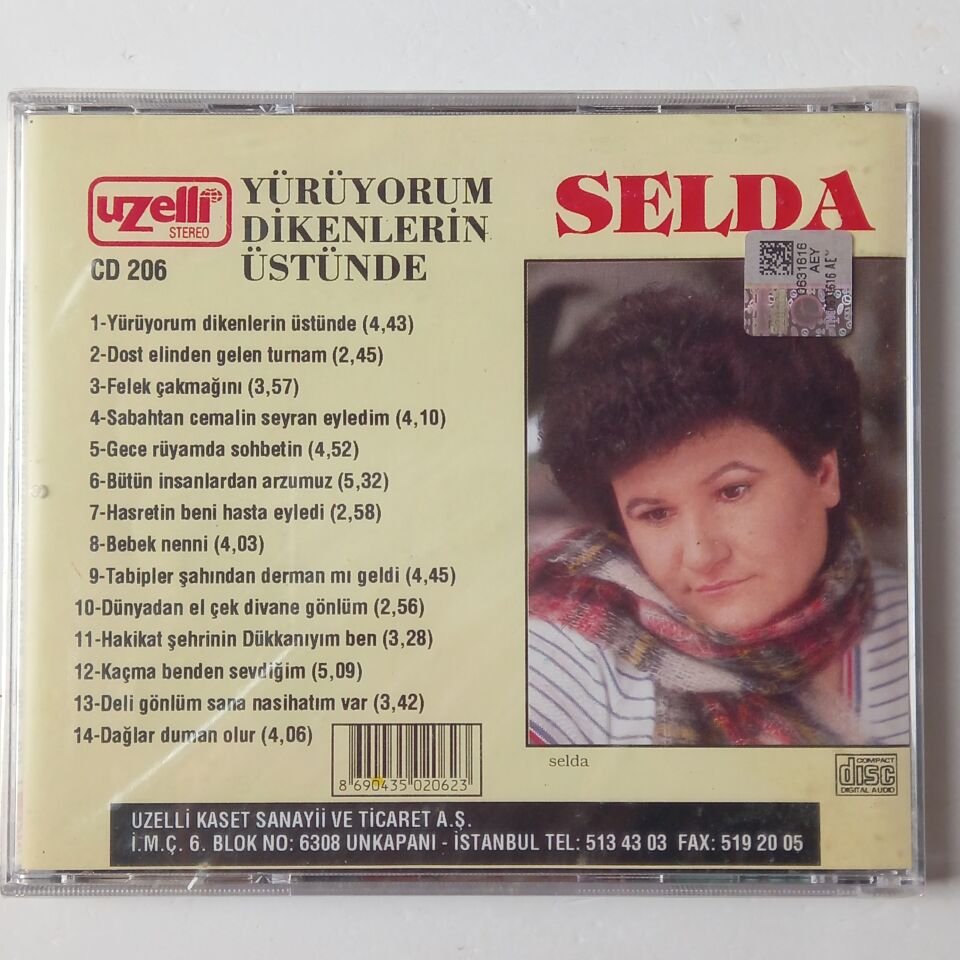 uzelli
STEREO
CD 206
YÜRÜYORUM
DİKENLERİN
ÜSTÜNDE
SELDA
0631616
AEY
1-Yürüyorum dikenlerin üstünde (4,43)
2-Dost elinden gelen turnam (2,45)
3-Felek çakmağını (3,57)
4-Sabahtan cemalin seyran eyledim (4,10)
5-Gece rüyamda sohbetin (4,52)
6-Bütün insanlardan arzumuz (5,32)
7-Hasretin beni hasta eyledi (2,58)
8-Bebek nenni (4,03)
9-Tabipler şahından derman mı geldi (4,45)
10-Dünyadan el çek divane gönlüm (2,56)
11-Hakikat şehrinin Dükkanıyım ben (3,28)
12-Kaçma benden sevdiğim (5,09)
13-Deli gönlüm sana nasihatım var (3,42)
14-Dağlar duman olur (4,06)
8 690435 020623
selda
COMPACT
disc
DIGITAL AUDIO
UZELLİ KASET SANAYİİ VE TİCARET A.Ş.
İ.M.Ç. 6. BLOK NO: 6308 UNKAPANI - İSTANBUL TEL: 513 43 03 FAX: 519 20 05